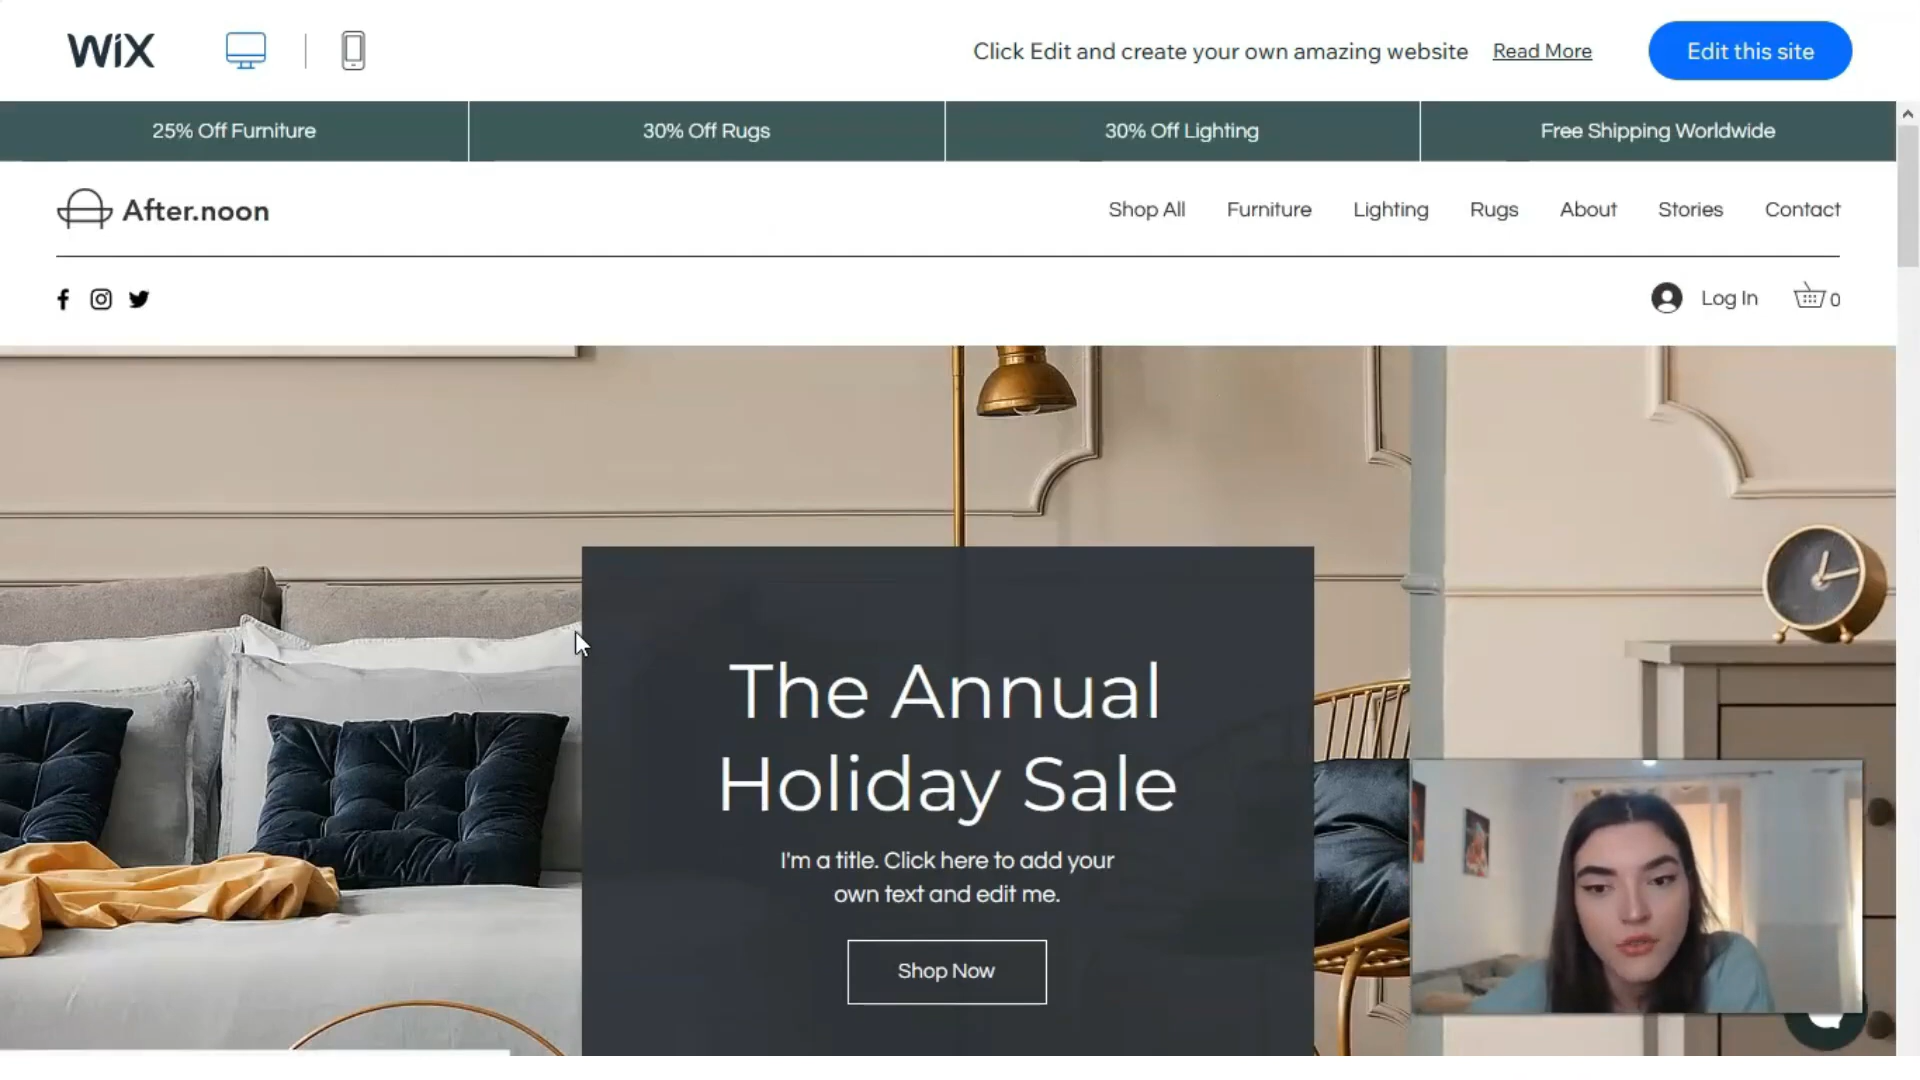 WiX
Click Edit and create your own amazing website Read More Edit this site
25% Off Furniture 30% Off Rugs 30% Off Lighting Free Shipping Worldwide
After.noon Shop All Furniture Lighting Rugs About Stories Contact
Log In 0
The Annual
Holiday Sale
I'm a title. Click here to add your
own text and edit me.
Shop Now